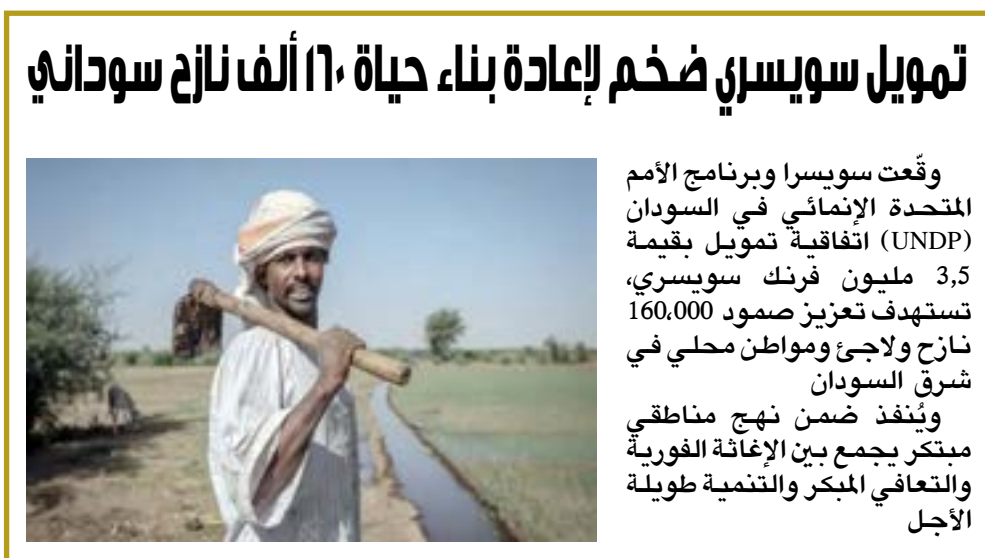 تمويل سويسري ضخم لإعادة بناء حياة ١٦٠ ألف نازح سوداني
وقّعت سويسرا وبرنامج الأمم
المتحدة الإنمائي في السودان
(UNDP) اتفاقية تمويل بقيمة
3,5 مليون فرنك سويسري،
تستهدف تعزيز صمود 160،000
نازح ولاجئ ومواطن محلي في
شرق السودان
ويُنفذ ضمن نهج مناطقي
مبتكر يجمع بين الإغاثة الفورية
والتعافي المبكر والتنمية طويلة
الأجل